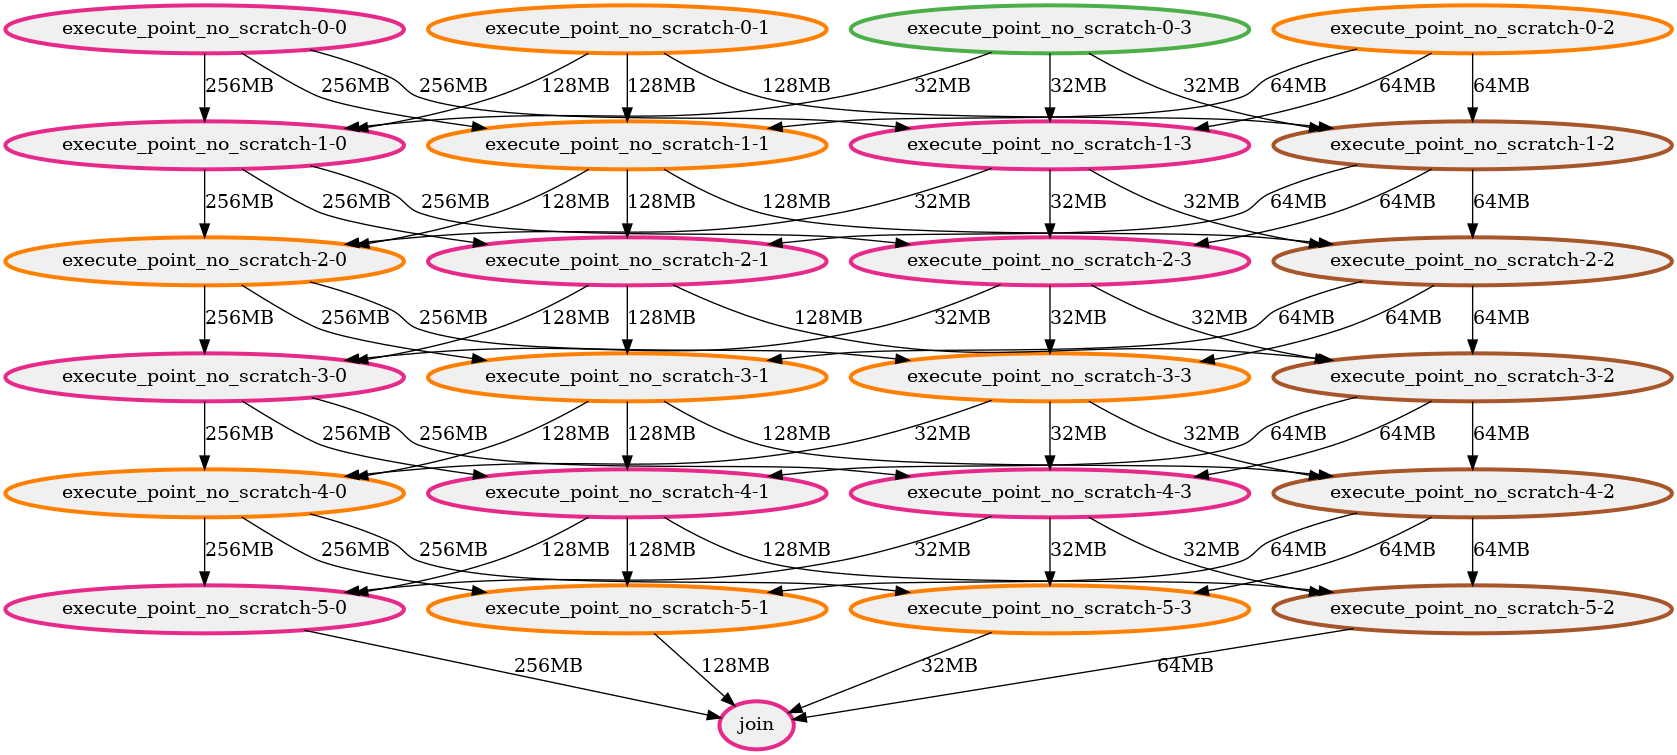 execute_point_no_scratch-0-0 execute_point_no_scratch-0-1 execute_point_no_scratch-0-3 execute_point_no_scratch-0-2
256MB 256MB 256MB 128MB 128MB 128MB 32MB 32MB 32MB 64MB 64MB 64MB
execute_point_no_scratch-1-0 execute_point_no_scratch-1-1 execute_point_no_scratch-1-3 execute_point_no_scratch-1-2
256MB 256MB 256MB 128MB 128MB 128MB 32MB 32MB 32MB 64MB 64MB 64MB
execute_point_no_scratch-2-0 execute_point_no_scratch-2-1 execute_point_no_scratch-2-3 execute_point_no_scratch-2-2
256MB 256MB 256MB 128MB 128MB 128MB 32MB 32MB 32MB 64MB 64MB 64MB
execute_point_no_scratch-3-0 execute_point_no_scratch-3-1 execute_point_no_scratch-3-3 execute_point_no_scratch-3-2
256MB 256MB 256MB 128MB 128MB 128MB 32MB 32MB 32MB 64MB 64MB 64MB
execute_point_no_scratch-4-0 execute_point_no_scratch-4-1 execute_point_no_scratch-4-3 execute_point_no_scratch-4-2
256MB 256MB 256MB 128MB 128MB 128MB 32MB 32MB 32MB 64MB 64MB 64MB
execute_point_no_scratch-5-0 execute_point_no_scratch-5-1 execute_point_no_scratch-5-3 execute_point_no_scratch-5-2
256MB 128MB 32MB 64MB
join